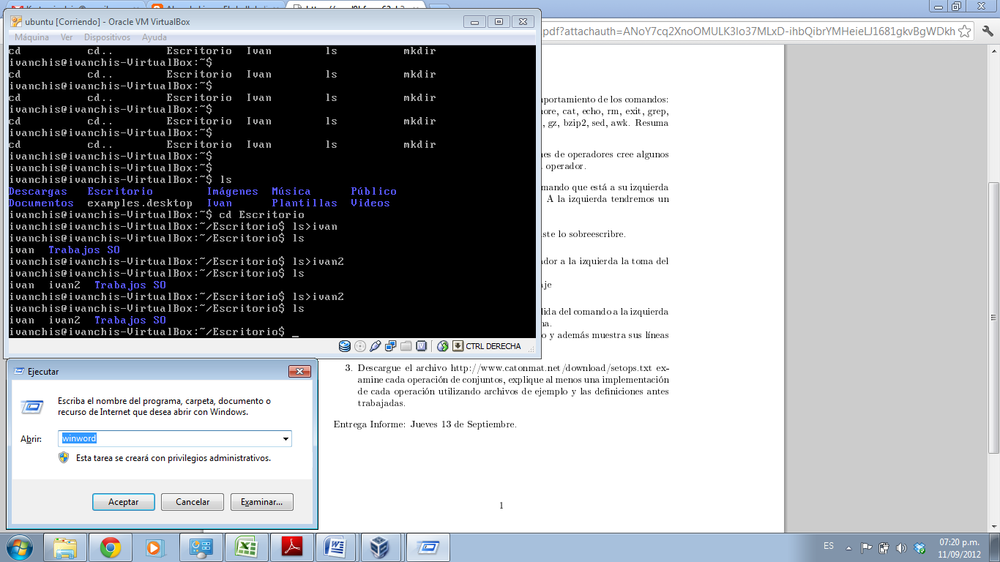 ubuntu [Corriendo] - Oracle VM VirtualBox
Máquina Ver Dispositivos Ayuda
cd cd.. Escritorio Ivan ls mkdir
ivanchis@ivanchis-VirtualBox:~$
cd cd.. Escritorio Ivan ls mkdir
ivanchis@ivanchis-VirtualBox:~$
cd cd.. Escritorio Ivan ls mkdir
ivanchis@ivanchis-VirtualBox:~$
cd cd.. Escritorio Ivan ls mkdir
ivanchis@ivanchis-VirtualBox:~$
cd cd.. Escritorio Ivan ls mkdir
ivanchis@ivanchis-VirtualBox:~$
ivanchis@ivanchis-VirtualBox:~$
ivanchis@ivanchis-VirtualBox:~$ ls
Descargas Escritorio Imágenes Música Público
Documentos examples.desktop Ivan Plantillas Vídeos
ivanchis@ivanchis-VirtualBox:~$ cd Escritorio
ivanchis@ivanchis-VirtualBox:~/Escritorio$ ls>ivan
ivanchis@ivanchis-VirtualBox:~/Escritorio$ ls
ivan Trabajos SO
ivanchis@ivanchis-VirtualBox:~/Escritorio$ ls>ivan2
ivanchis@ivanchis-VirtualBox:~/Escritorio$ ls
ivan ivan2 Trabajos SO
ivanchis@ivanchis-VirtualBox:~/Escritorio$ ls>ivan2
ivanchis@ivanchis-VirtualBox:~/Escritorio$ ls
ivan ivan2 Trabajos SO
ivanchis@ivanchis-VirtualBox:~/Escritorio$ _
CTRL DERECHA
pdf?attachauth=ANoY7cq2XnoOMULK3Io37MLxD-ihbQibrYMHeieLJ1681gkvBgWDkh
portamiento de los comandos:
ore, cat, echo, rm, exit, grep,
, gz, bzip2, sed, awk. Resuma
nes de operadores cree algunos
operador.
mando que está a su izquierda
. A la izquierda tendremos un
iste lo sobreescribre.
dor a la izquierda la toma del
aje
lida del comando a la izquierda
na.
o y además muestra sus líneas
3. Descargue el archivo http://www.catonmat.net/download/setops.txt ex-
amine cada operación de conjuntos, explique al menos una implementación
de cada operación utilizando archivos de ejemplo y las definiciones antes
trabajadas.
Entrega Informe: Jueves 13 de Septiembre.
1
Ejecutar
Escriba el nombre del programa, carpeta, documento o
recurso de Internet que desea abrir con Windows.
Abrir: winword
Esta tarea se creará con privilegios administrativos.
Aceptar Cancelar Examinar...
ES
07:20 p.m.
11/09/2012